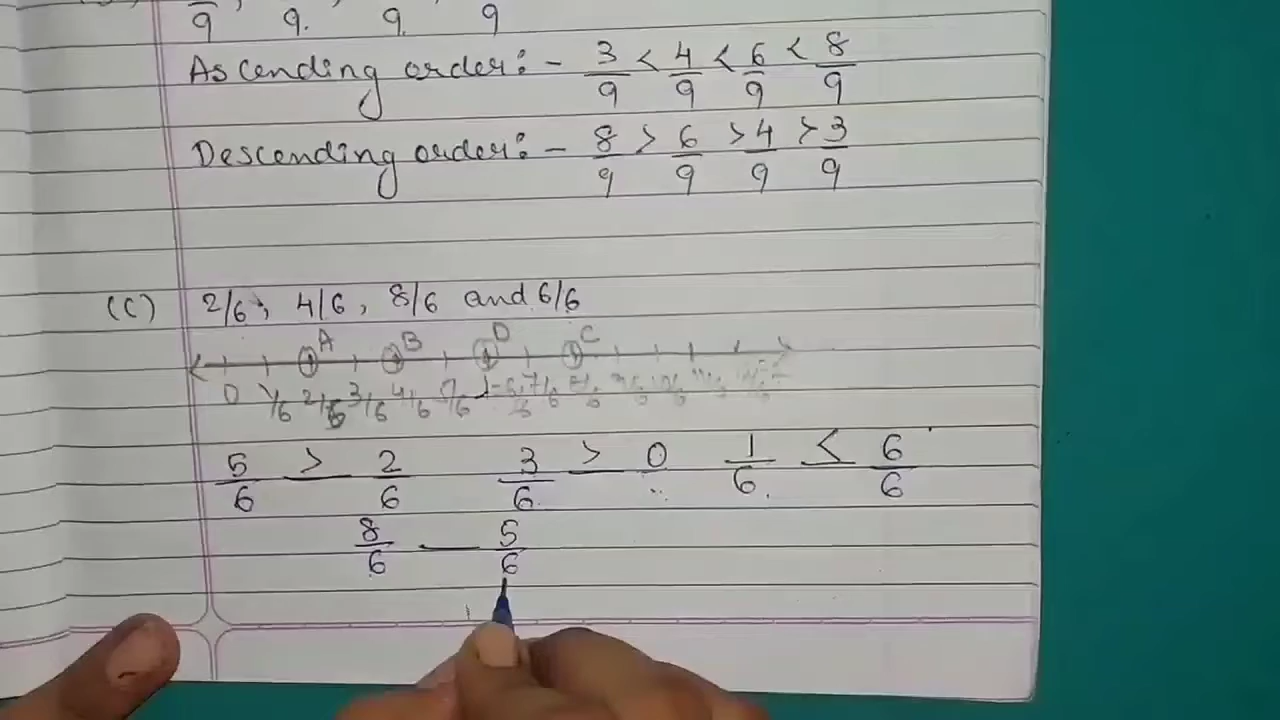 9 9. 9. 9
Ascending order:- 3/9 < 4/9 < 6/9 < 8/9
Descending order:- 8/9 > 6/9 > 4/9 > 3/9
(C) 2/6, 4/6, 8/6 and 6/6
A B D C
0 1/6 2/6 3/6 4/6 5/6 7/6
5/6 > 2/6 3/6 > 0 1/6 < 6/6
8/6 __ 5/6